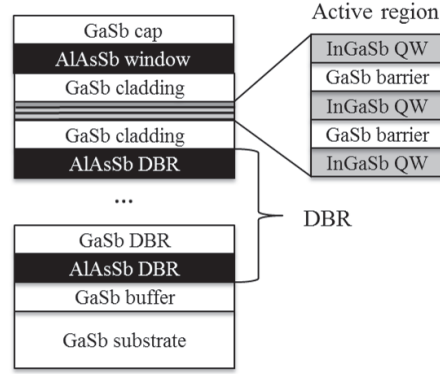 GaSb cap
AlAsSb window
GaSb cladding
GaSb cladding
AlAsSb DBR
...
GaSb DBR
AlAsSb DBR
GaSb buffer
GaSb substrate
DBR
Active region
InGaSb QW
GaSb barrier
InGaSb QW
GaSb barrier
InGaSb QW